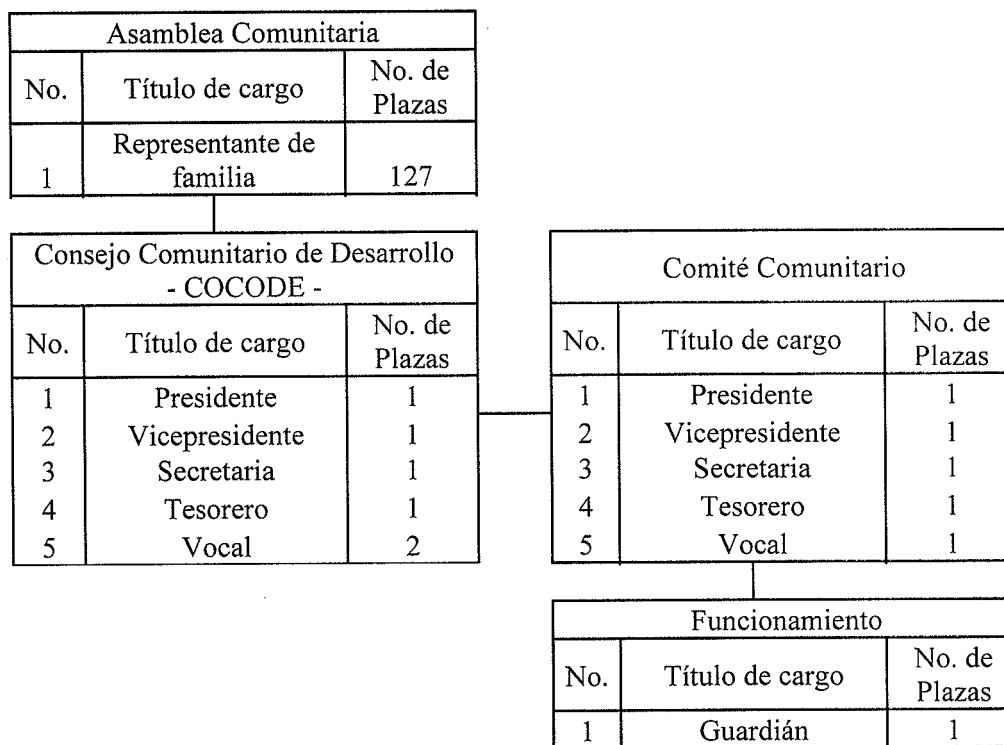 Asamblea Comunitaria
No. Título de cargo No. de Plazas
1 Representante de familia 127
Consejo Comunitario de Desarrollo
- COCODE -
No. Título de cargo No. de Plazas
1 Presidente 1
2 Vicepresidente 1
3 Secretaria 1
4 Tesorero 1
5 Vocal 2
Comité Comunitario
No. Título de cargo No. de Plazas
1 Presidente 1
2 Vicepresidente 1
3 Secretaria 1
4 Tesorero 1
5 Vocal 1
Funcionamiento
No. Título de cargo No. de Plazas
1 Guardián 1